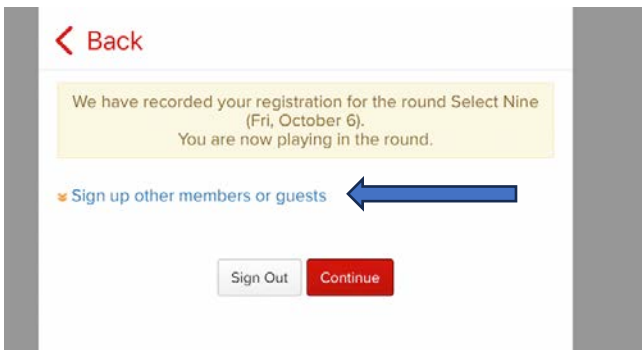 Back
We have recorded your registration for the round Select Nine
(Fri, October 6).
You are now playing in the round.
Sign up other members or guests
Sign Out
Continue